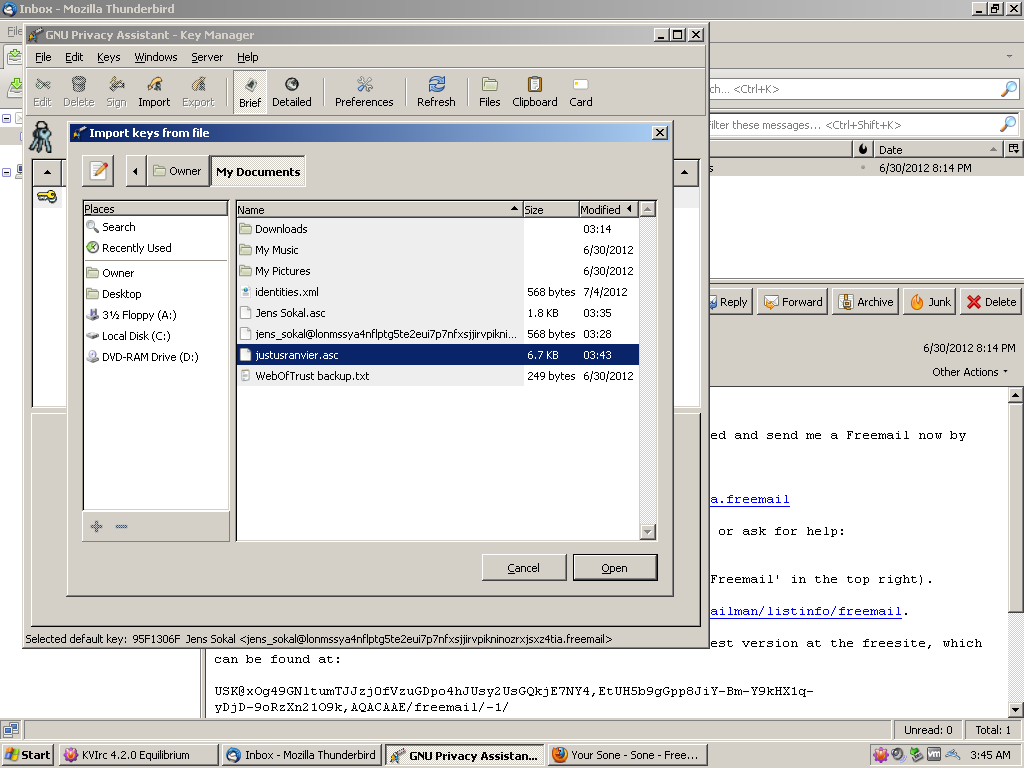 Inbox - Mozilla Thunderbird
GNU Privacy Assistant - Key Manager
File Edit Keys Windows Server Help
Edit Delete Sign Import Export Brief Detailed Preferences Refresh Files Clipboard Card
<Ctrl+K>
Import keys from file
filter these messages... <Ctrl+Shift+K>
Date
6/30/2012 8:14 PM
Owner My Documents
Places
Search
Recently Used
Owner
Desktop
3½ Floppy (A:)
Local Disk (C:)
DVD-RAM Drive (D:)
Name Size Modified
Downloads 03:14
My Music 6/30/2012
My Pictures 6/30/2012
identities.xml 568 bytes 7/4/2012
Jens Sokal.asc 1.8 KB 03:35
jens_sokal@lonmssya4nflptg5te2eui7p7nfxsjjirvpiknin... 568 bytes 03:28
justusranvier.asc 6.7 KB 03:43
WebOfTrust backup.txt 249 bytes 6/30/2012
Cancel Open
Reply Forward Archive Junk Delete
6/30/2012 8:14 PM
Other Actions
ed and send me a Freemail now by
a.freemail
or ask for help:
Freemail' in the top right).
ailman/listinfo/freemail.
Selected default key: 95F1306F Jens Sokal <jens_sokal@lonmssya4nflptg5te2eui7p7nfxsjjirvpikninozrxjsxz4tia.freemail>
est version at the freesite, which
can be found at:
USK@xOg49GNltumTJJzj0fVzuGDpo4hJUsy2UsGQkjE7NY4,EtUH5b9gGpp8JiY-Bm-Y9kHX1q-
yDjD-9oRzXn21O9k,AQACAAE/freemail/-1/
Unread: 0 Total: 1
Start KVIrc 4.2.0 Equilibrium Inbox - Mozilla Thunderbird GNU Privacy Assistan... Your Sone - Sone - Free... 3:45 AM